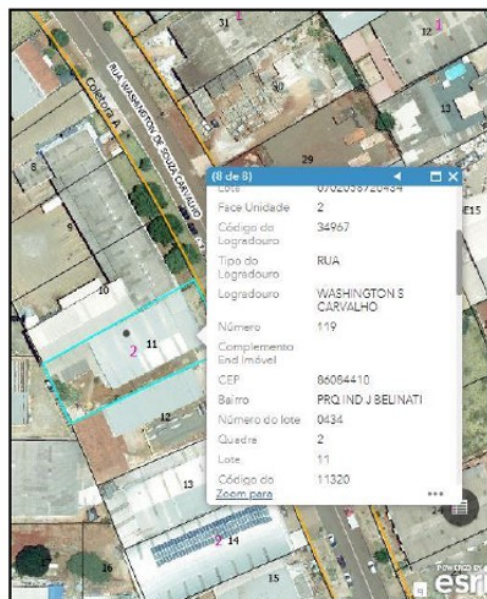 31
1
12
Coletora A
RUA WASHINGTON DE SOUZA CARVALHO
30
13
29
8
9
10
11
2
12
13
2
14
15
16
24
(8 de 8)
Lote 0702058720434
Face Unidade 2
Código do Logradouro 34967
Tipo do Logradouro RUA
Logradouro WASHINGTON S
CARVALHO
Número 119
Complemento
End Imóvel
CEP 86084410
Bairro PRQ IND J BELINATI
Número do lote 0434
Quadra 2
Lote 11
Código do 11320
Zoom para
POWERED BY
esri